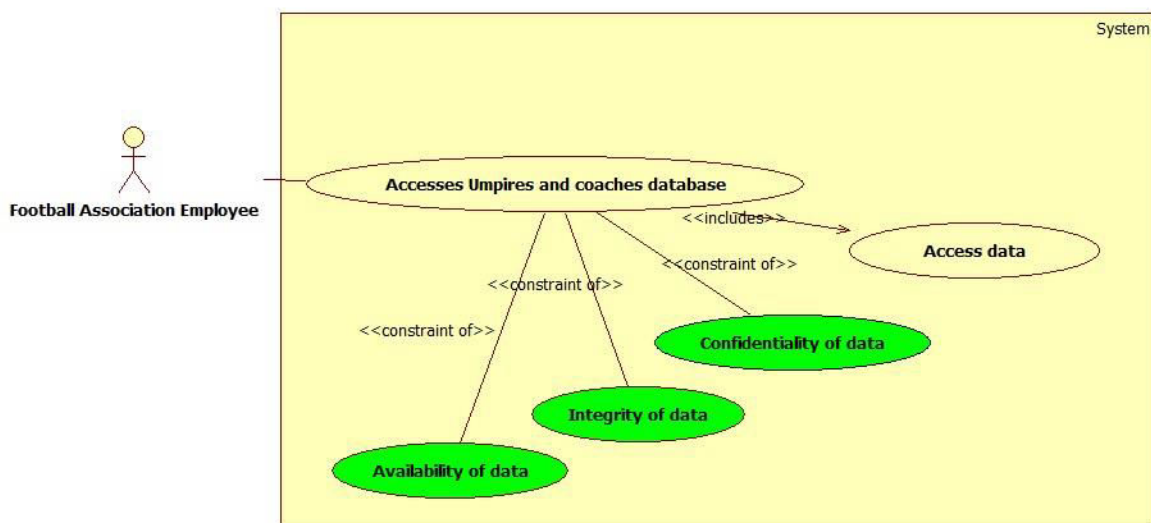 System
Accesses Umpires and coaches database
Football Association Employee
<<includes>>
Access data
<<constraint of>>
<<constraint of>>
<<constraint of>>
Confidentiality of data
Integrity of data
Availability of data